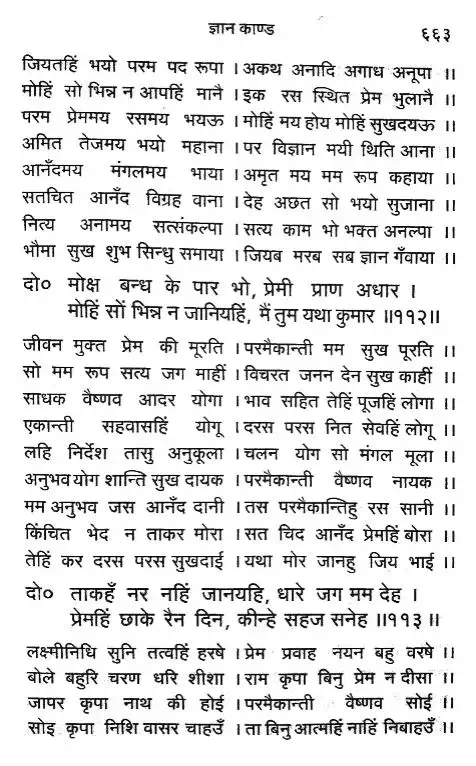 ज्ञान काण्ड
६६३
जियतहिं भयो परम पद रूपा । अकथ अनादि अगाध अनूपा ॥
मोहिं सो भिन्न न आपहिं मानै । इक रस स्थित प्रेम भुलानै ॥
परम प्रेममय रसमय भयऊ । मोहिं मय होय मोहिं सुखदयऊ ॥
अमित तेजमय भयो महाना । पर विज्ञान मयी थिति आना ॥
आनँदमय मंगलमय भाया । अमृत मय मम रूप कहाया ॥
सतचित आनँद विग्रह वाना । देह अछत सो भयो सुजाना ॥
नित्य अनामय सत्संकल्पा । सत्य काम भो भक्त अनल्पा ॥
भौमा सुख शुभ सिन्धु समाया । जियब मरब सब ज्ञान गँवाया ॥
दो० मोक्ष बन्ध के पार भो, प्रेमी प्राण अधार ।
मोहिं सों भिन्न न जानियहिं, मैं तुम यथा कुमार ॥११२॥
जीवन मुक्त प्रेम की मूरति । परमैकान्ती मम सुख पूरति ॥
सो मम रूप सत्य जग माहीं । विचरत जनन देन सुख काहीं ॥
साधक वैष्णव आदर योगा । भाव सहित तेहिं पूजहिं लोगा ॥
एकान्ती सहवासहिं योगू । दरस परस नित सेवहिं लोगू ॥
लहि निर्देश तासु अनुकूला । चलन योग सो मंगल मूला ॥
अनुभव योग शान्ति सुख दायक । परमैकान्ती वैष्णव नायक ॥
मम अनुभव जस आनँद दानी । तस परमैकान्तिहु रस सानी ॥
किंचित भेद न ताकर मोरा । सत चिद आनँद प्रेमहिं बोरा ॥
तेहिं कर दरस परस सुखदाई । यथा मोर जानहु जिय भाई ॥
दो० ताकहँ नर नहिं जानयहि, धारे जग मम देह ।
प्रेमहिं छाके रैन दिन, कीन्हे सहज सनेह ॥११३॥
लक्ष्मीनिधि सुनि तत्वहिं हरषे । प्रेम प्रवाह नयन बहु वरषे ॥
बोले बहुरि चरण धरि शीशा । राम कृपा बिनु प्रेम न दीसा ॥
जापर कृपा नाथ की होई । परमैकान्ती वैष्णव सोई ॥
सोइ कृपा निशि वासर चाहउँ । ता बिनु आत्महिं नाहिं निबाहउँ ॥